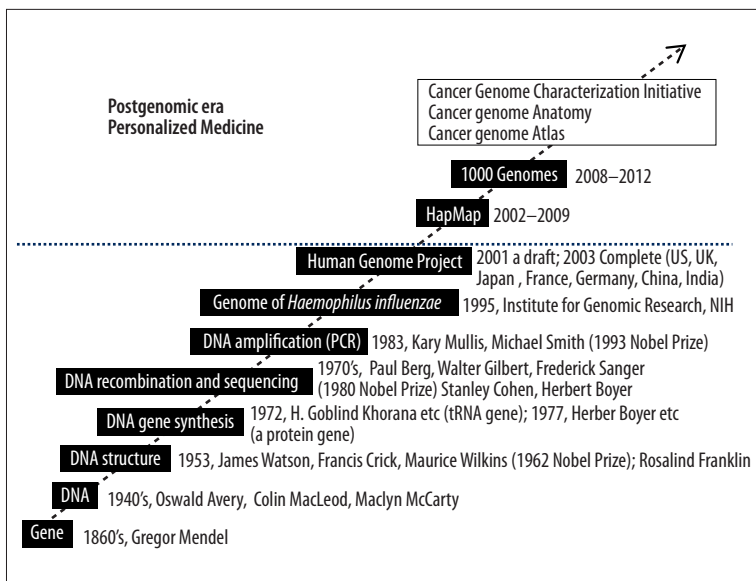 Cancer Genome Characterization Initiative
Cancer genome Anatomy
Cancer genome Atlas
Postgenomic era
Personalized Medicine
1000 Genomes 2008–2012
HapMap 2002–2009
Human Genome Project 2001 a draft; 2003 Complete (US, UK,
Japan , France, Germany, China, India)
Genome of Haemophilus influenzae 1995, Institute for Genomic Research, NIH
DNA amplification (PCR) 1983, Kary Mullis, Michael Smith (1993 Nobel Prize)
DNA recombination and sequencing 1970's, Paul Berg, Walter Gilbert, Frederick Sanger
(1980 Nobel Prize) Stanley Cohen, Herbert Boyer
DNA gene synthesis 1972, H. Goblind Khorana etc (tRNA gene); 1977, Herber Boyer etc
(a protein gene)
DNA structure 1953, James Watson, Francis Crick, Maurice Wilkins (1962 Nobel Prize); Rosalind Franklin
DNA 1940's, Oswald Avery, Colin MacLeod, Maclyn McCarty
Gene 1860's, Gregor Mendel